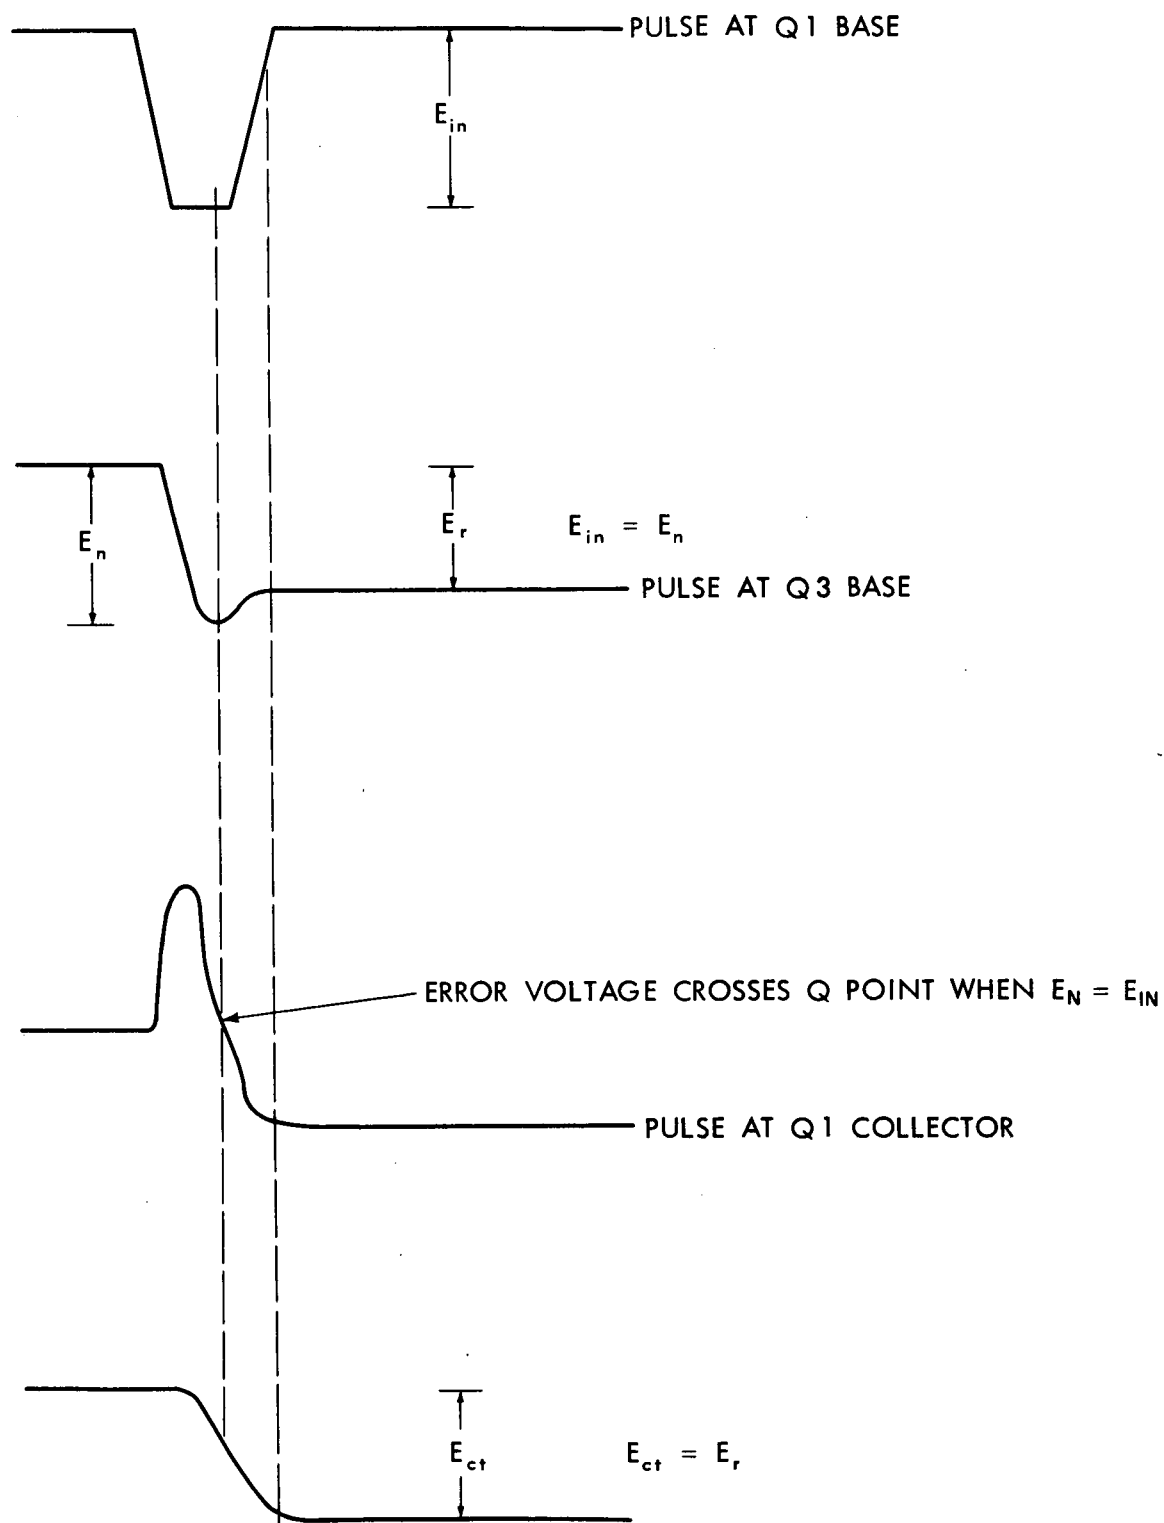 PULSE AT Q1 BASE
E_in
E_n
E_r
E_in = E_n
PULSE AT Q3 BASE
ERROR VOLTAGE CROSSES Q POINT WHEN E_N = E_IN
PULSE AT Q1 COLLECTOR
E_ct
E_ct = E_r